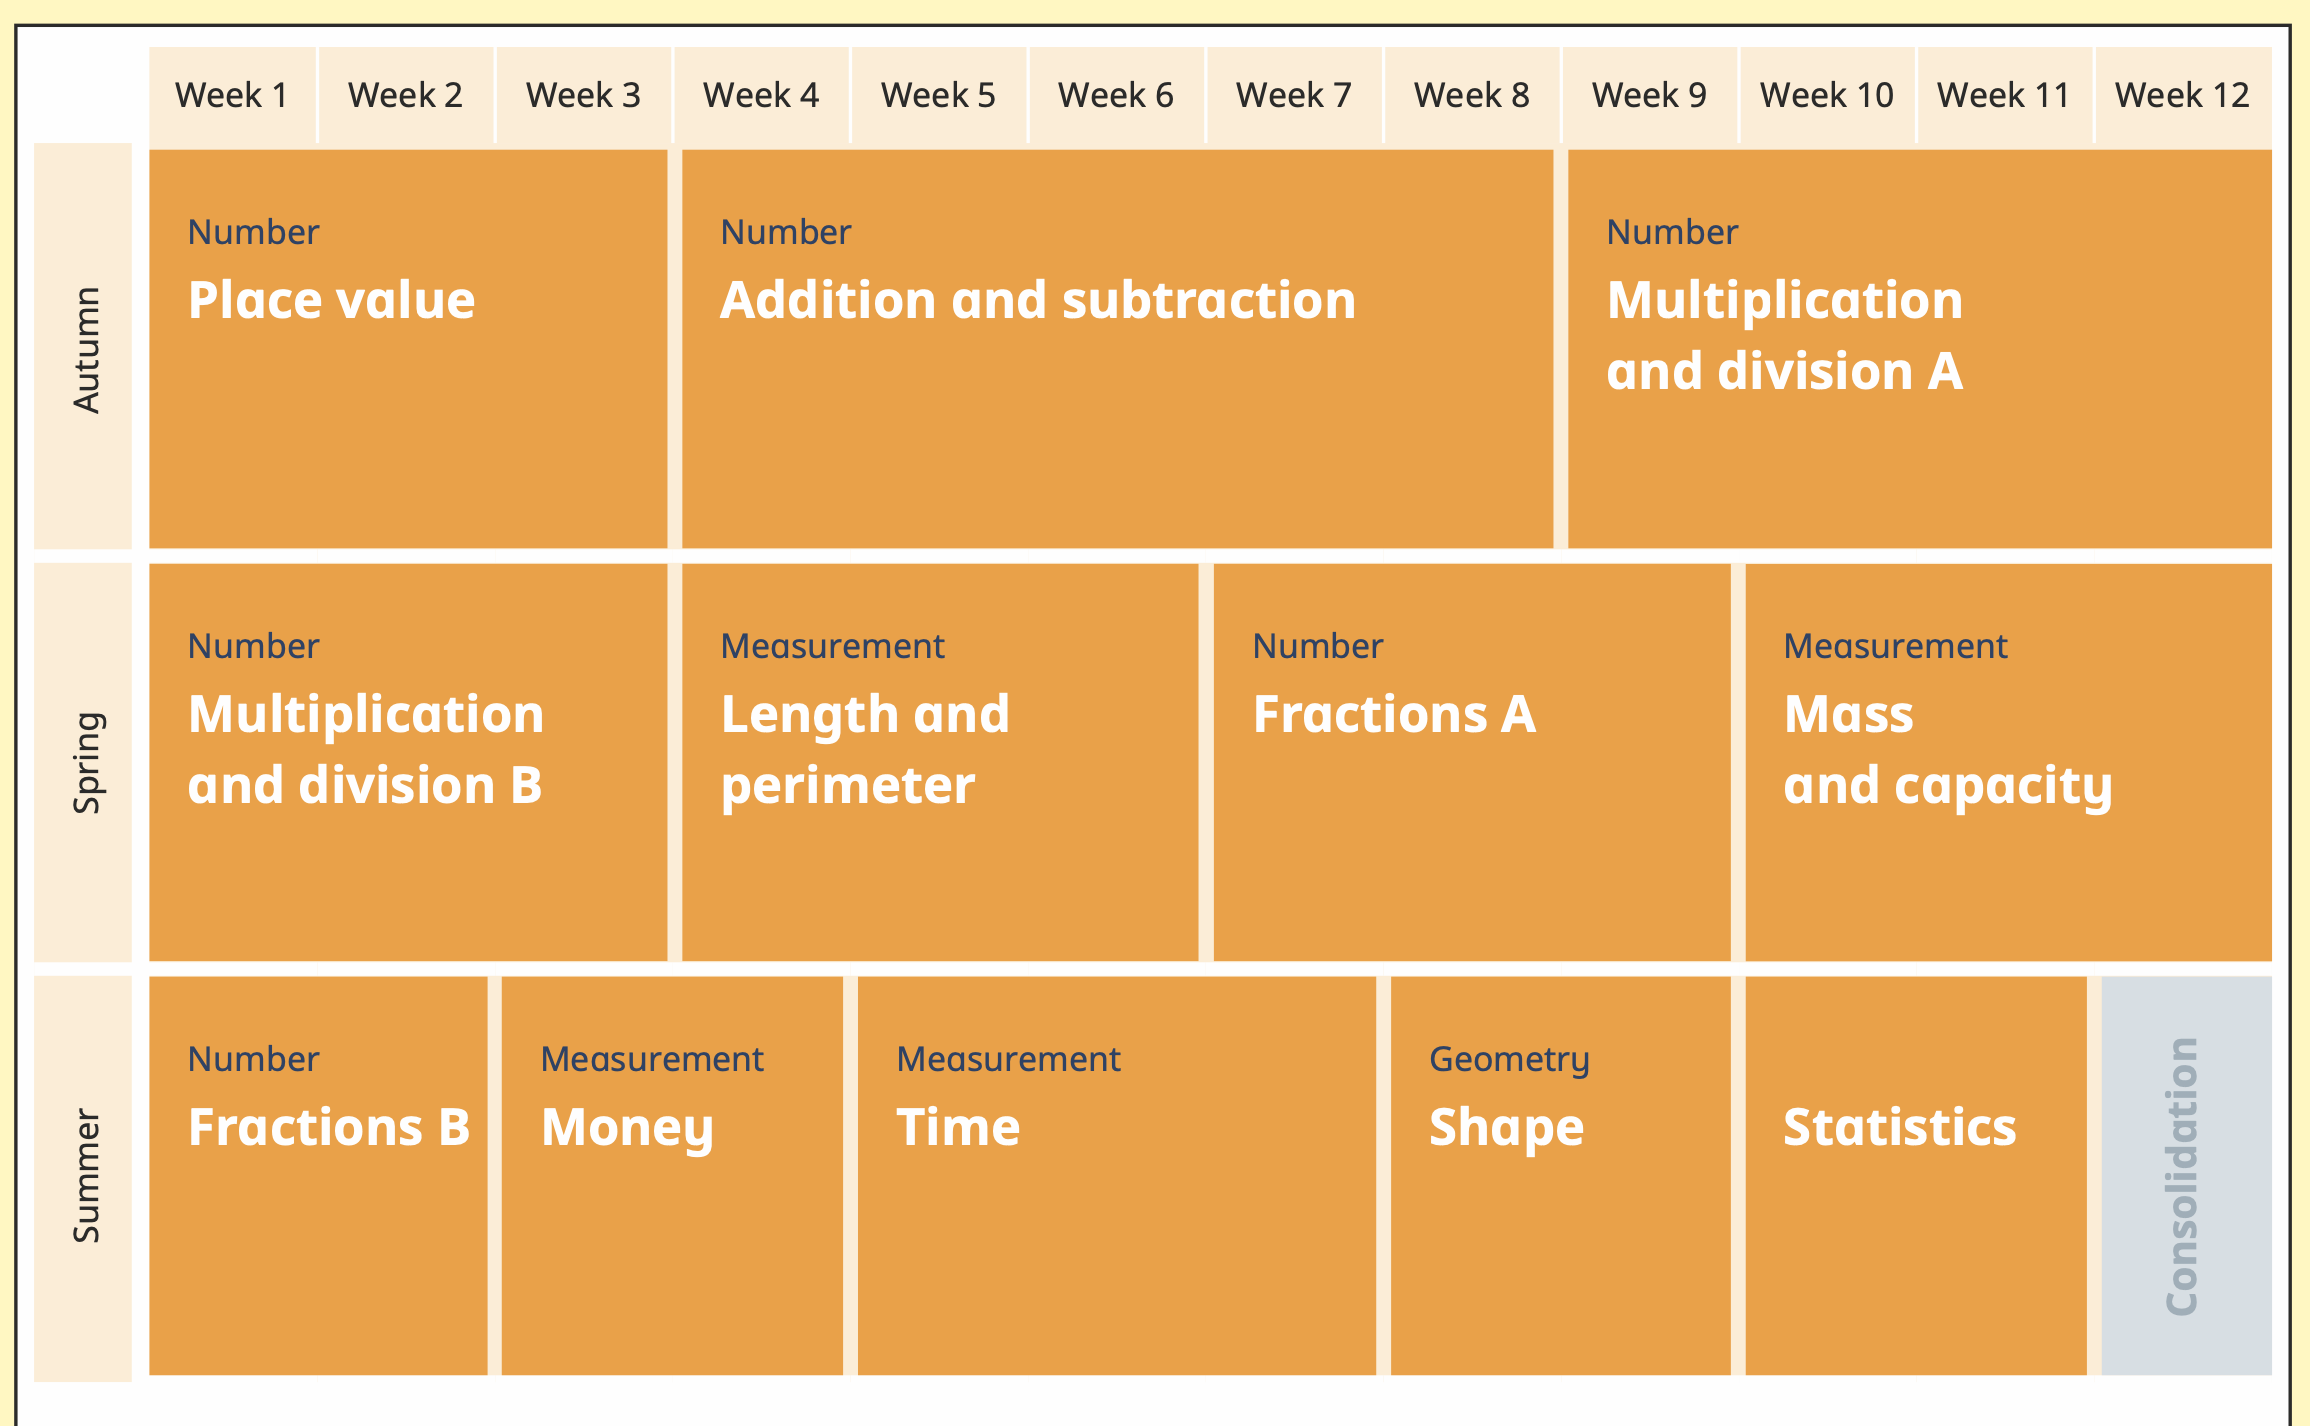 Week 1
Week 2
Week 3
Week 4
Week 5
Week 6
Week 7
Week 8
Week 9
Week 10
Week 11
Week 12
Autumn
Number
Place value
Number
Addition and subtraction
Number
Multiplication
and division A
Spring
Number
Multiplication
and division B
Measurement
Length and
perimeter
Number
Fractions A
Measurement
Mass
and capacity
Summer
Number
Fractions B
Measurement
Money
Measurement
Time
Geometry
Shape
Statistics
Consolidation